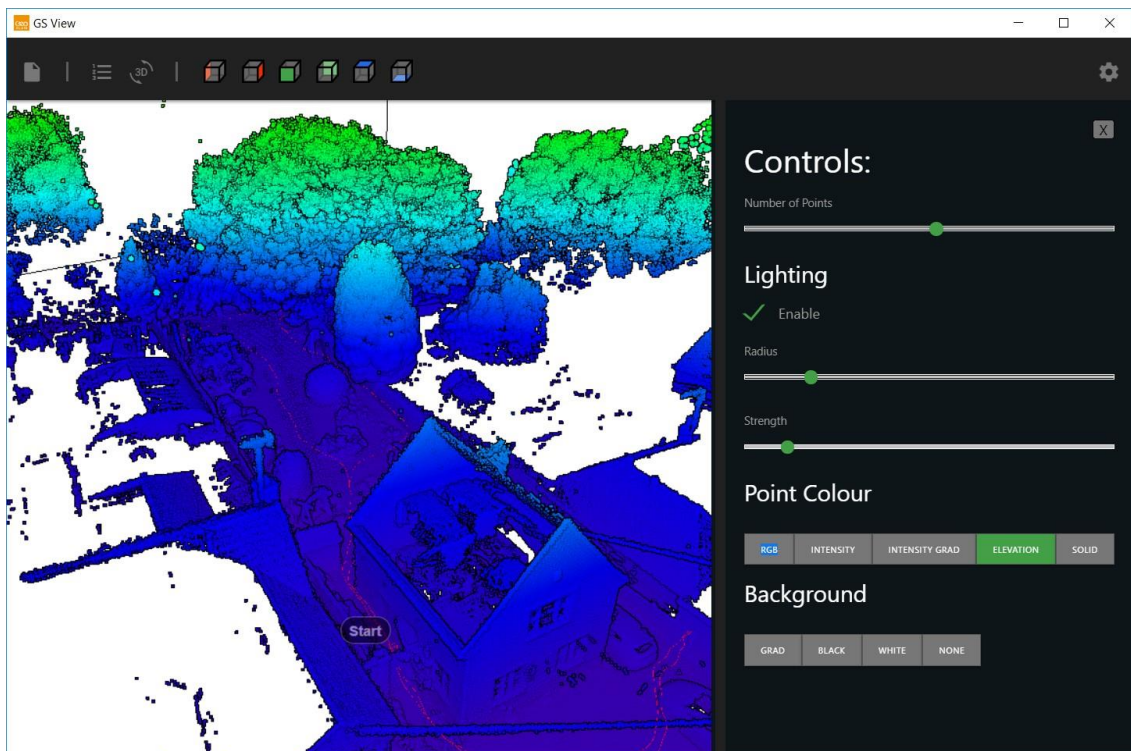 GS View
3D
X
Controls:
Number of Points
Lighting
Enable
Radius
Strength
Point Colour
RGB INTENSITY INTENSITY GRAD ELEVATION SOLID
Background
GRAD BLACK WHITE NONE
Start